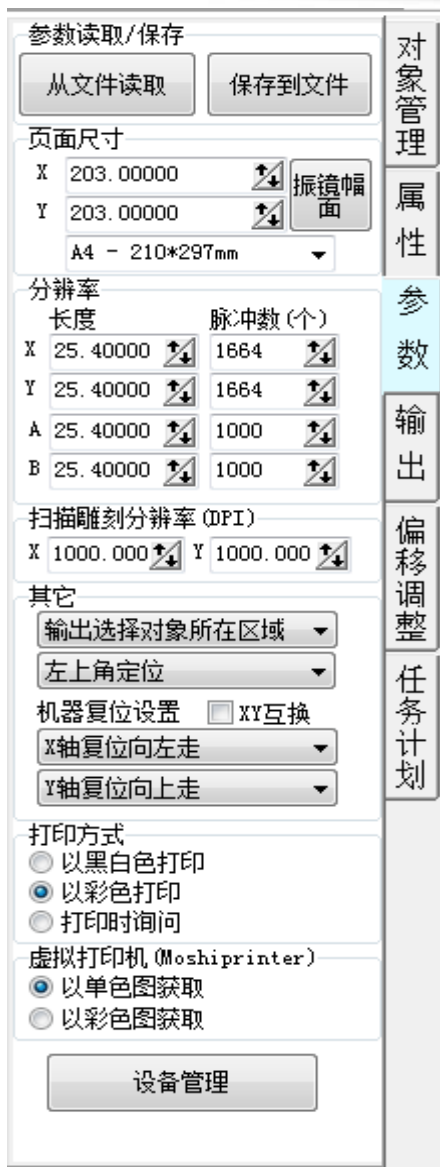 参数读取/保存
从文件读取 保存到文件
页面尺寸
X 203.00000
Y 203.00000
振镜幅面
A4 - 210*297mm
分辨率
长度 脉冲数(个)
X 25.40000 1664
Y 25.40000 1664
A 25.40000 1000
B 25.40000 1000
扫描雕刻分辨率(DPI)
X 1000.000 Y 1000.000
其它
输出选择对象所在区域
左上角定位
机器复位设置 XY互换
X轴复位向左走
Y轴复位向上走
打印方式
以黑白色打印
以彩色打印
打印时询问
虚拟打印机(Moshiprinter)
以单色图获取
以彩色图获取
设备管理
对象管理
属性
参数
输出
偏移调整
任务计划